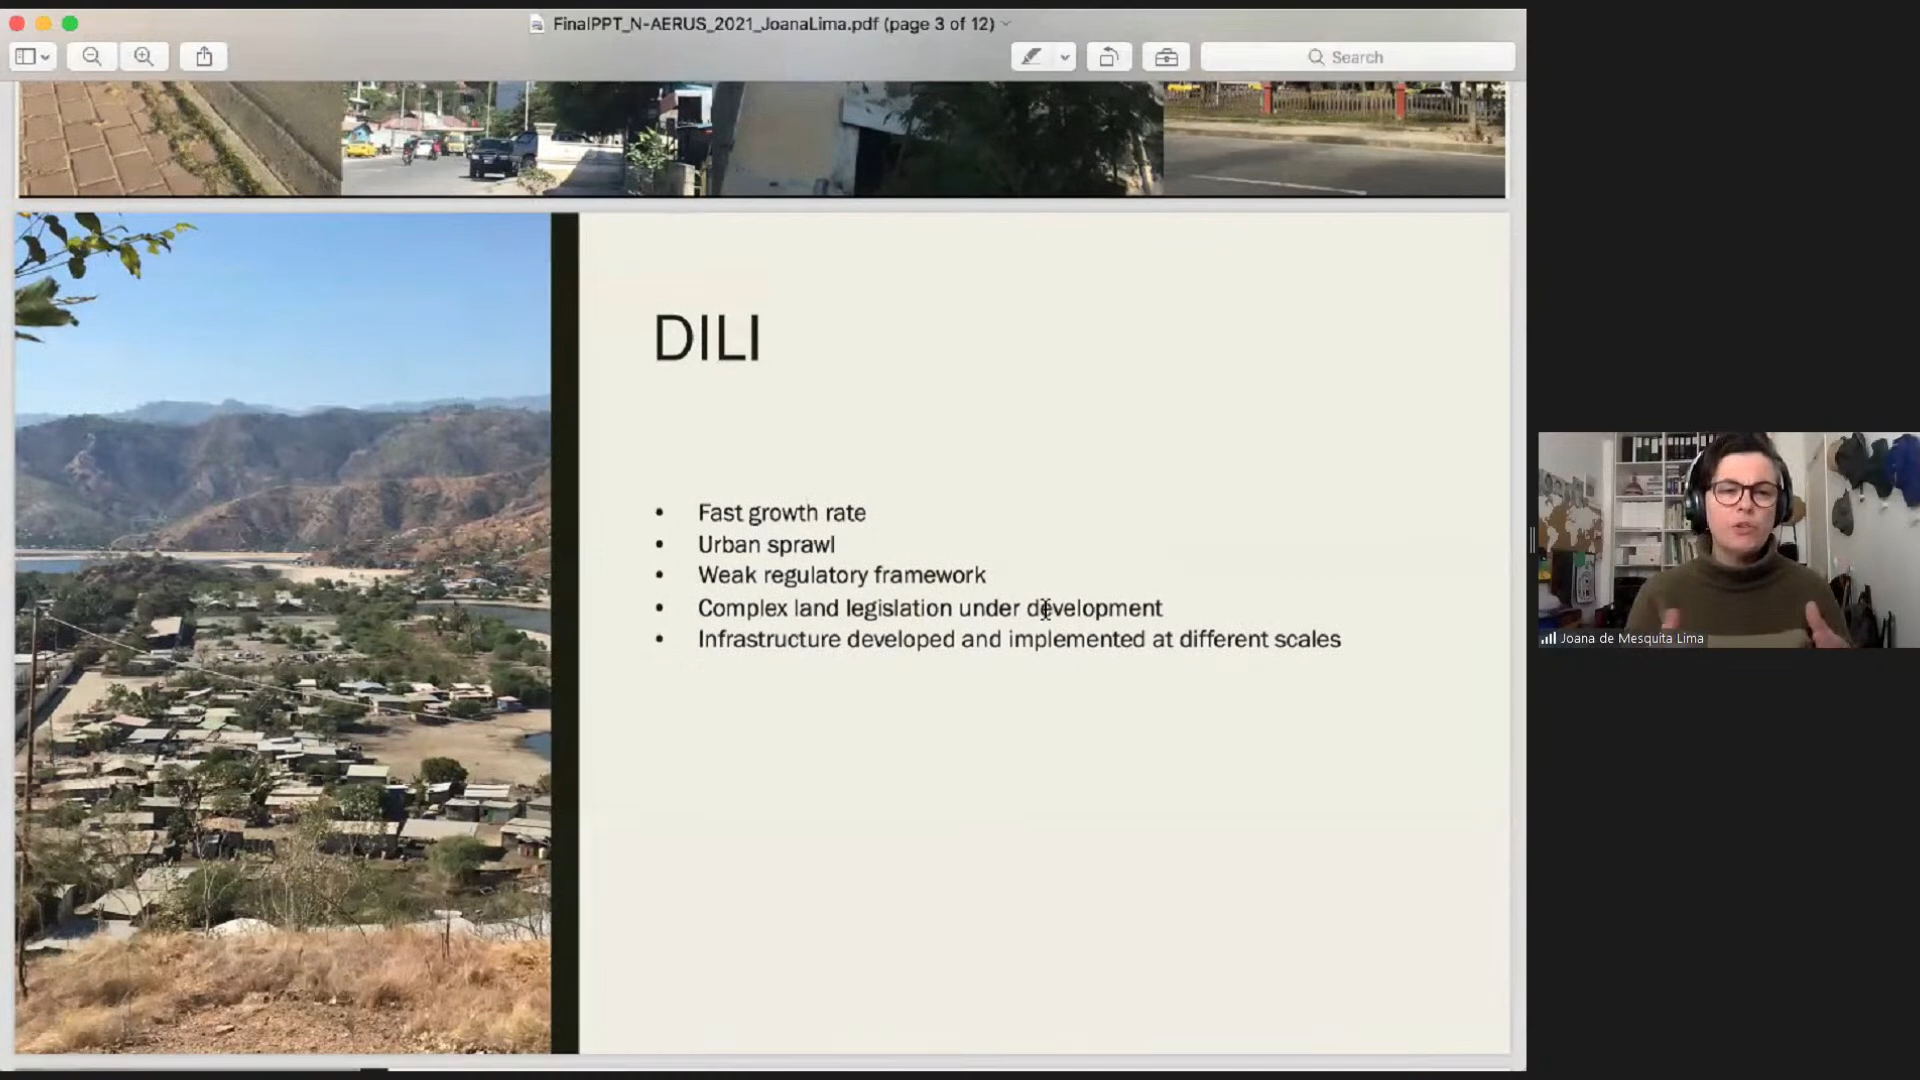 FinalPPT_N-AERUS_2021_JoanaLima.pdf (page 3 of 12)
Search
DILI
• Fast growth rate
• Urban sprawl
• Weak regulatory framework
• Complex land legislation under development
• Infrastructure developed and implemented at different scales
Joana de Mesquita Lima